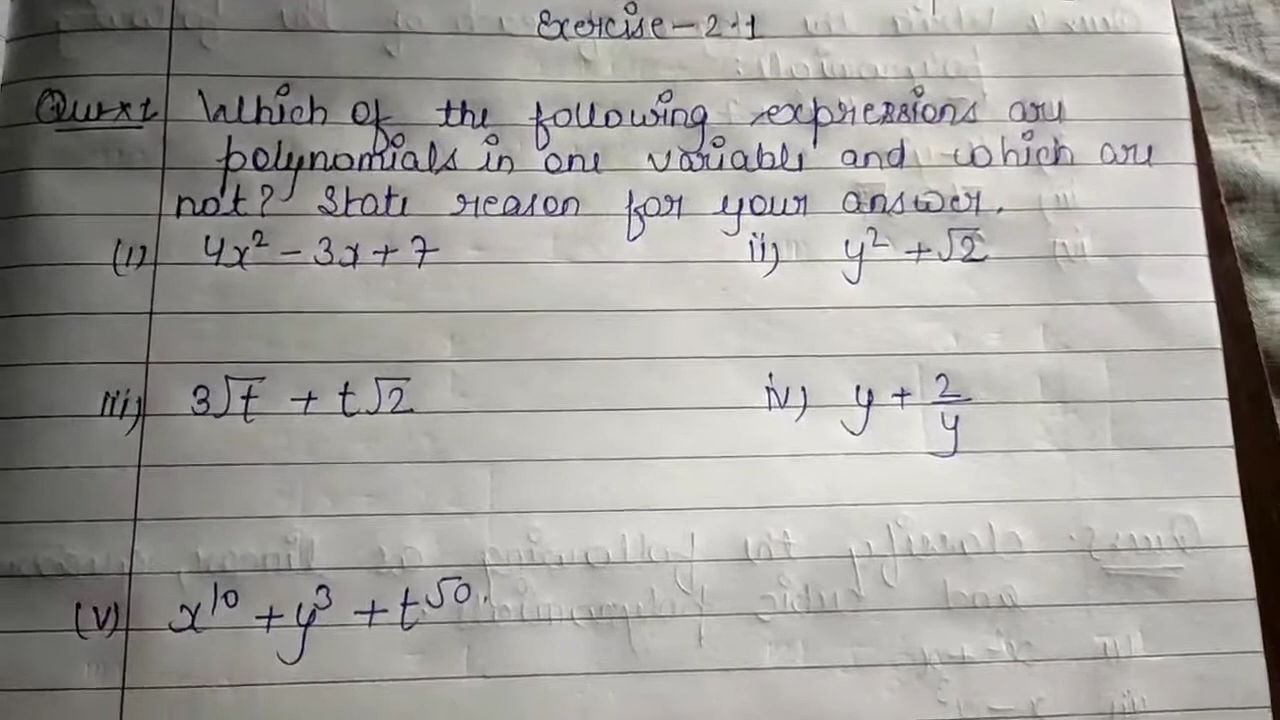 Exercise-2.1
Ques1 Which of the following expressions are
polynomials in one variable and which are
not? State reason for your answer.
(i) 4x² - 3x + 7 ii) y² + √2
iii) 3√t + t√2 iv) y + 2/y
(v) x¹⁰ + y³ + t⁵⁰.